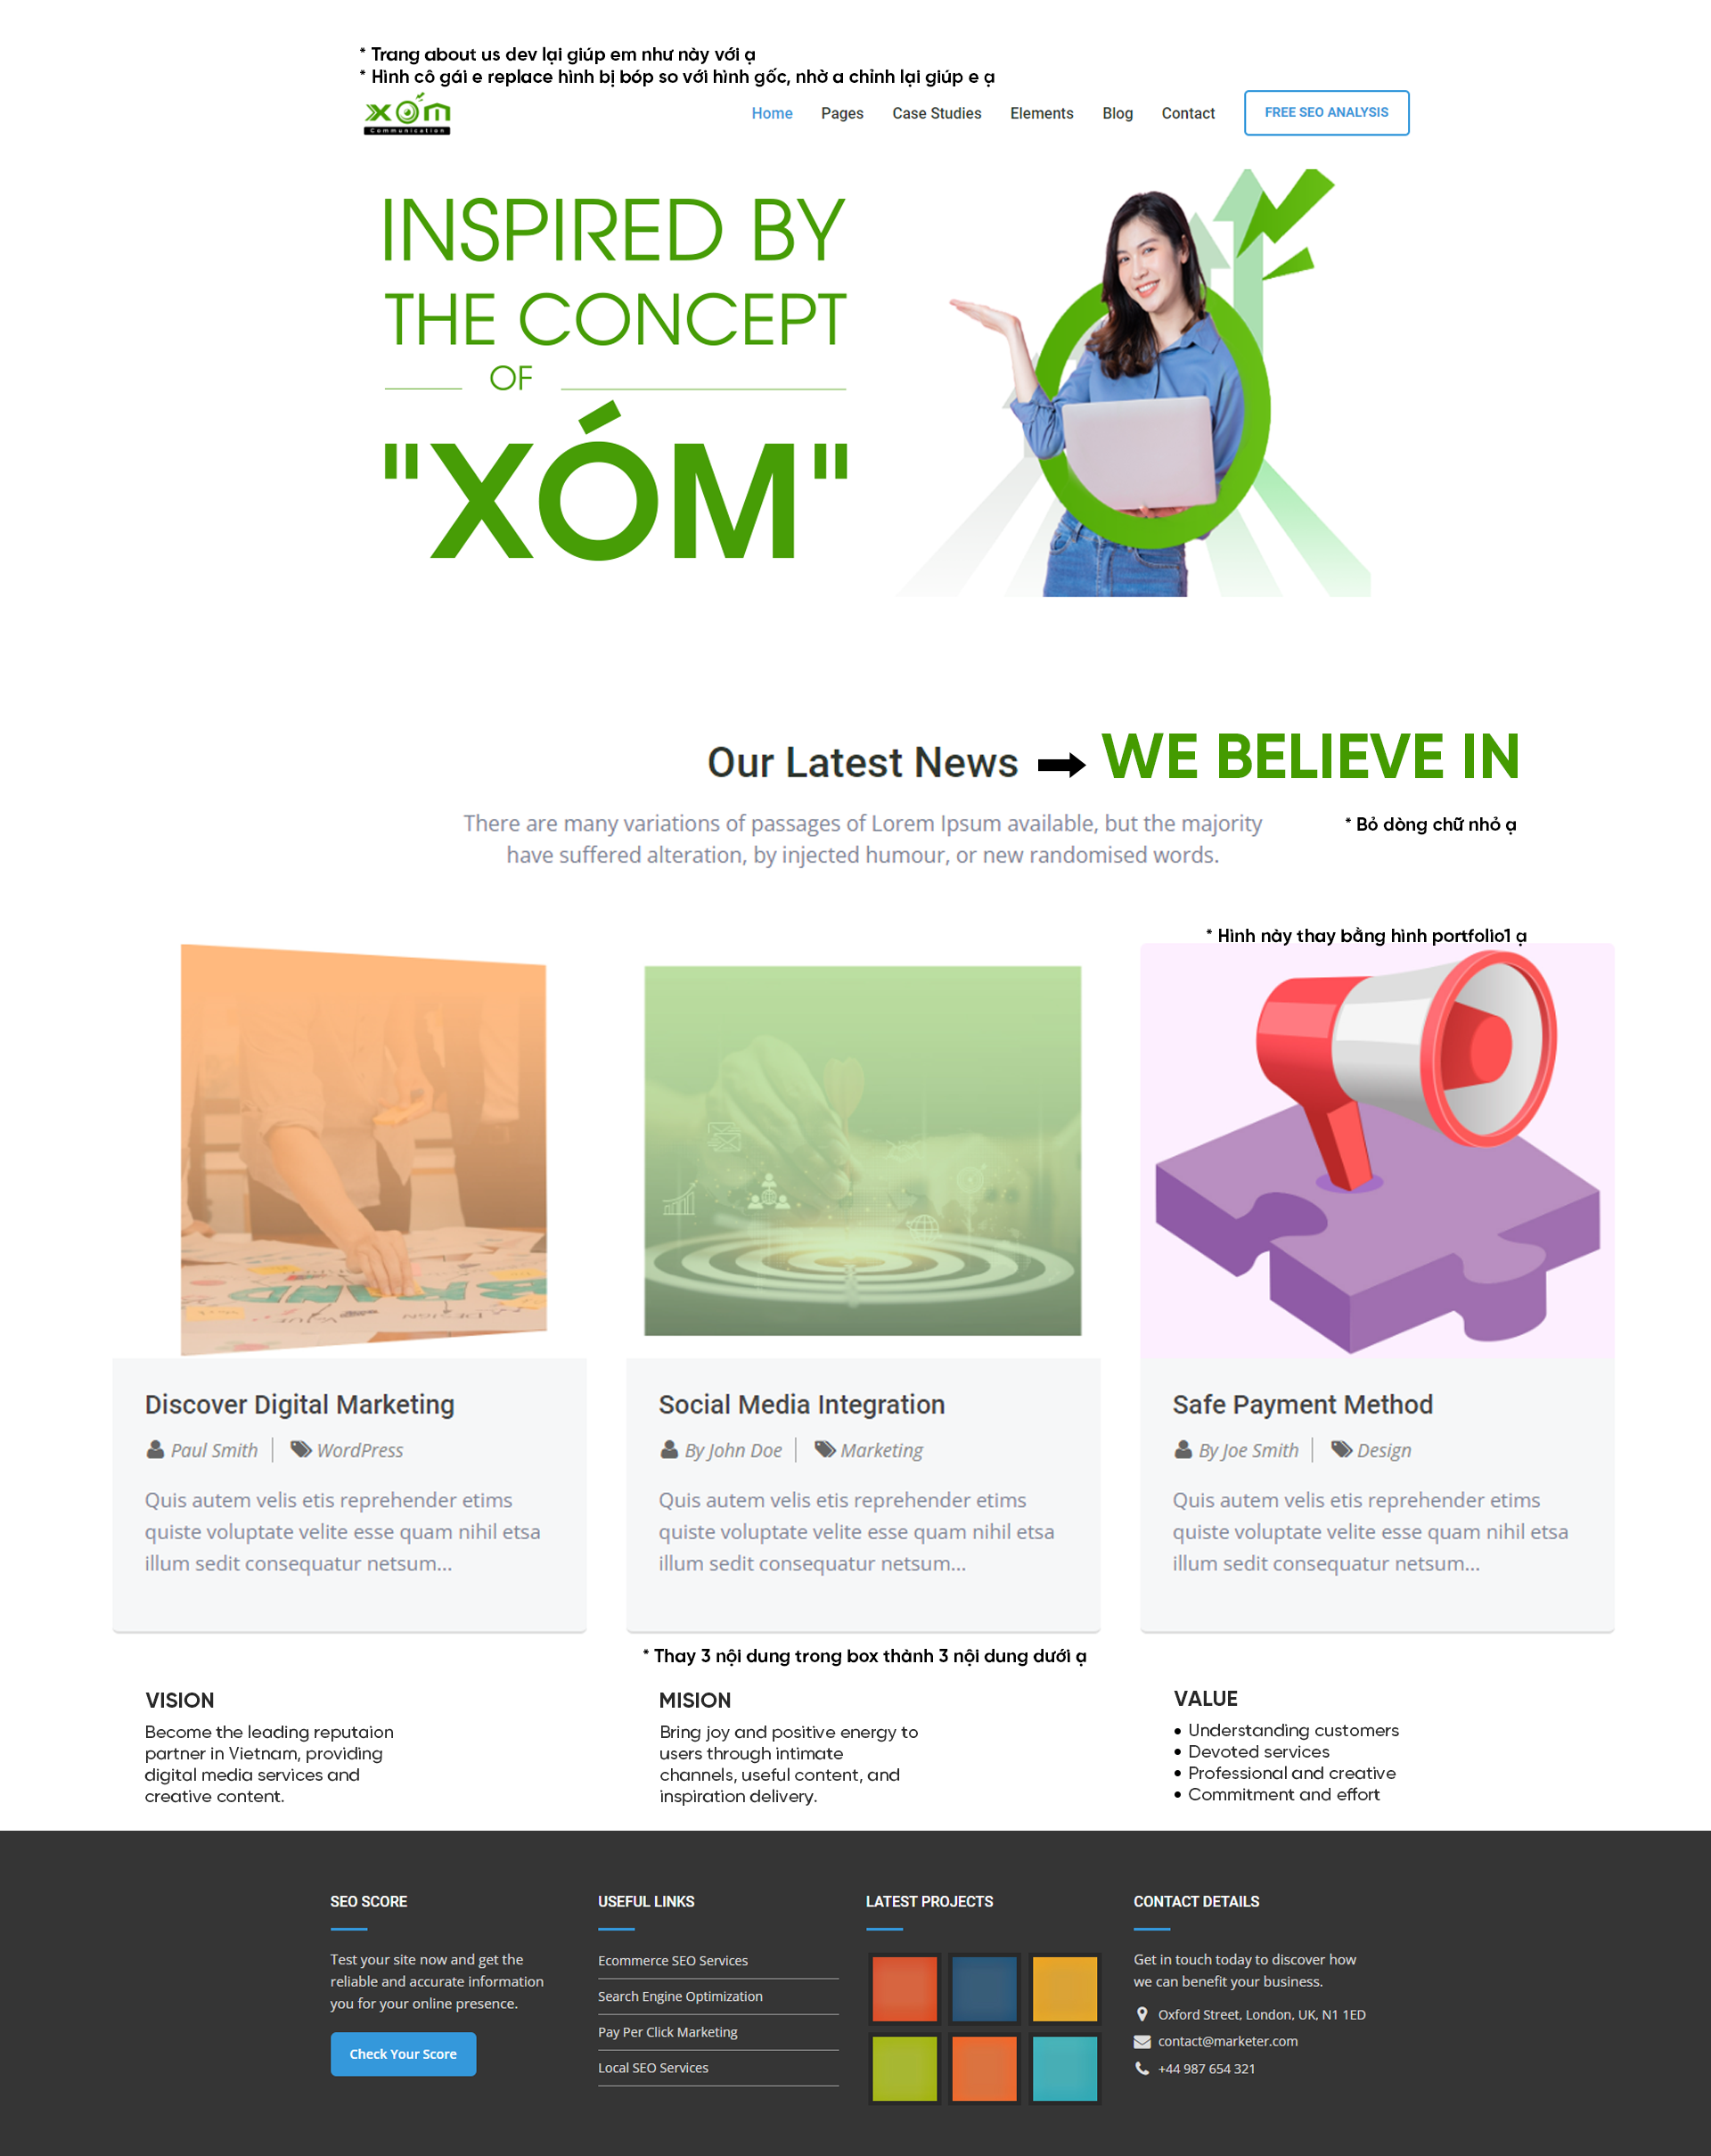 * Trang about us dev lại giúp em như này với ạ
* Hình cô gái e replace hình bị bóp so với hình gốc, nhờ a chỉnh lại giúp e ạ
XÓM
Communication
Home Pages Case Studies Elements Blog Contact FREE SEO ANALYSIS
INSPIRED BY
THE CONCEPT
OF
"XÓM"
Our Latest News WE BELIEVE IN
There are many variations of passages of Lorem Ipsum available, but the majority
have suffered alteration, by injected humour, or new randomised words.
* Bỏ dòng chữ nhỏ ạ
* Hình này thay bằng hình portfolio1 ạ
Discover Digital Marketing
Paul Smith | WordPress
Quis autem velis etis reprehender etims
quiste voluptate velite esse quam nihil etsa
illum sedit consequatur netsum...
Social Media Integration
By John Doe | Marketing
Quis autem velis etis reprehender etims
quiste voluptate velite esse quam nihil etsa
illum sedit consequatur netsum...
Safe Payment Method
By Joe Smith | Design
Quis autem velis etis reprehender etims
quiste voluptate velite esse quam nihil etsa
illum sedit consequatur netsum...
* Thay 3 nội dung trong box thành 3 nội dung dưới ạ
VISION
Become the leading reputaion
partner in Vietnam, providing
digital media services and
creative content.
MISION
Bring joy and positive energy to
users through intimate
channels, useful content, and
inspiration delivery.
VALUE
• Understanding customers
• Devoted services
• Professional and creative
• Commitment and effort
SEO SCORE
Test your site now and get the
reliable and accurate information
you for your online presence.
Check Your Score
USEFUL LINKS
Ecommerce SEO Services
Search Engine Optimization
Pay Per Click Marketing
Local SEO Services
LATEST PROJECTS
CONTACT DETAILS
Get in touch today to discover how
we can benefit your business.
Oxford Street, London, UK, N1 1ED
contact@marketer.com
+44 987 654 321